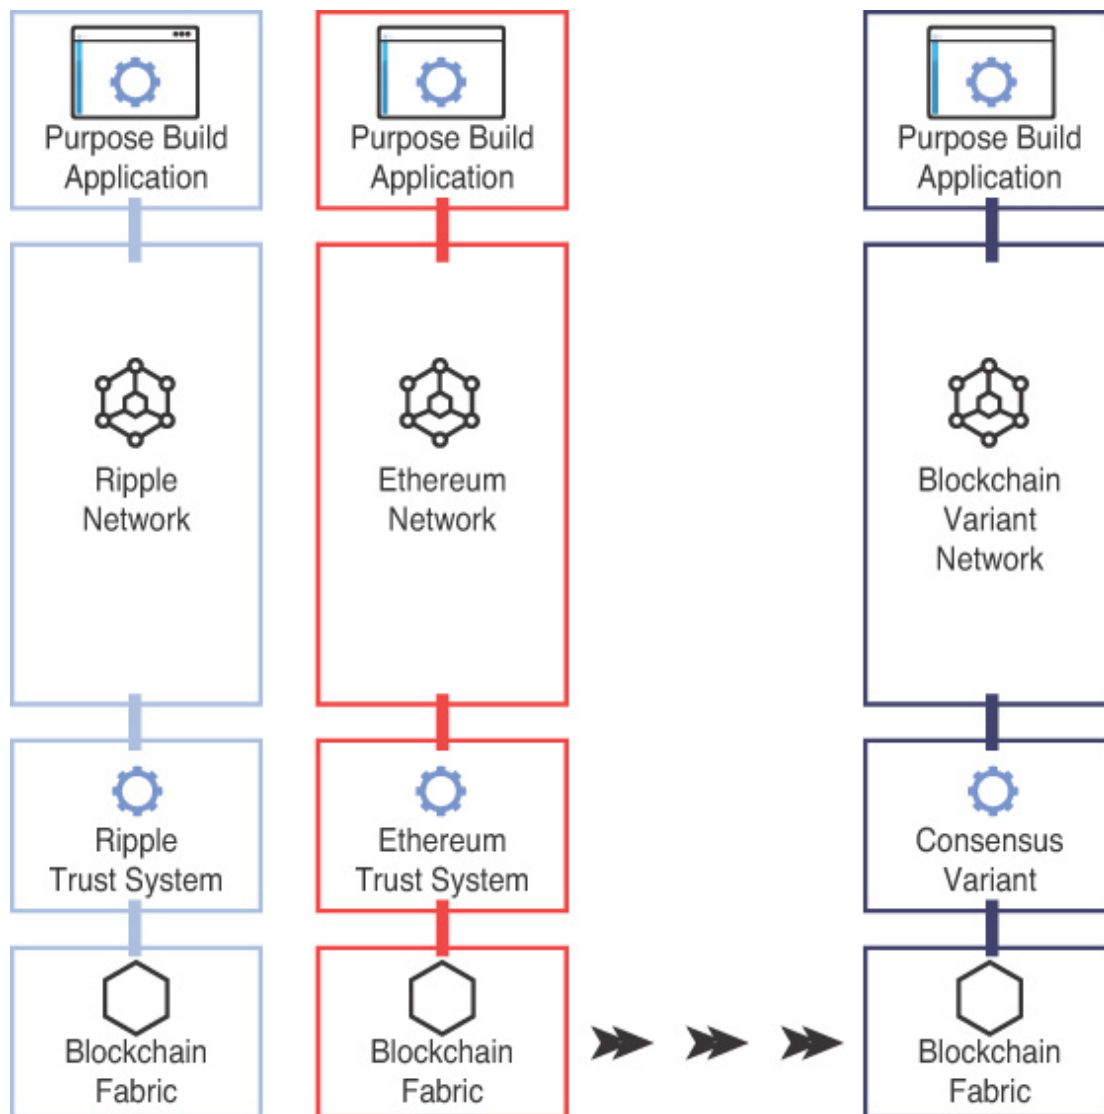 Purpose Build
Application
Ripple
Network
Ripple
Trust System
Blockchain
Fabric
Purpose Build
Application
Ethereum
Network
Ethereum
Trust System
Blockchain
Fabric
Purpose Build
Application
Blockchain
Variant
Network
Consensus
Variant
Blockchain
Fabric